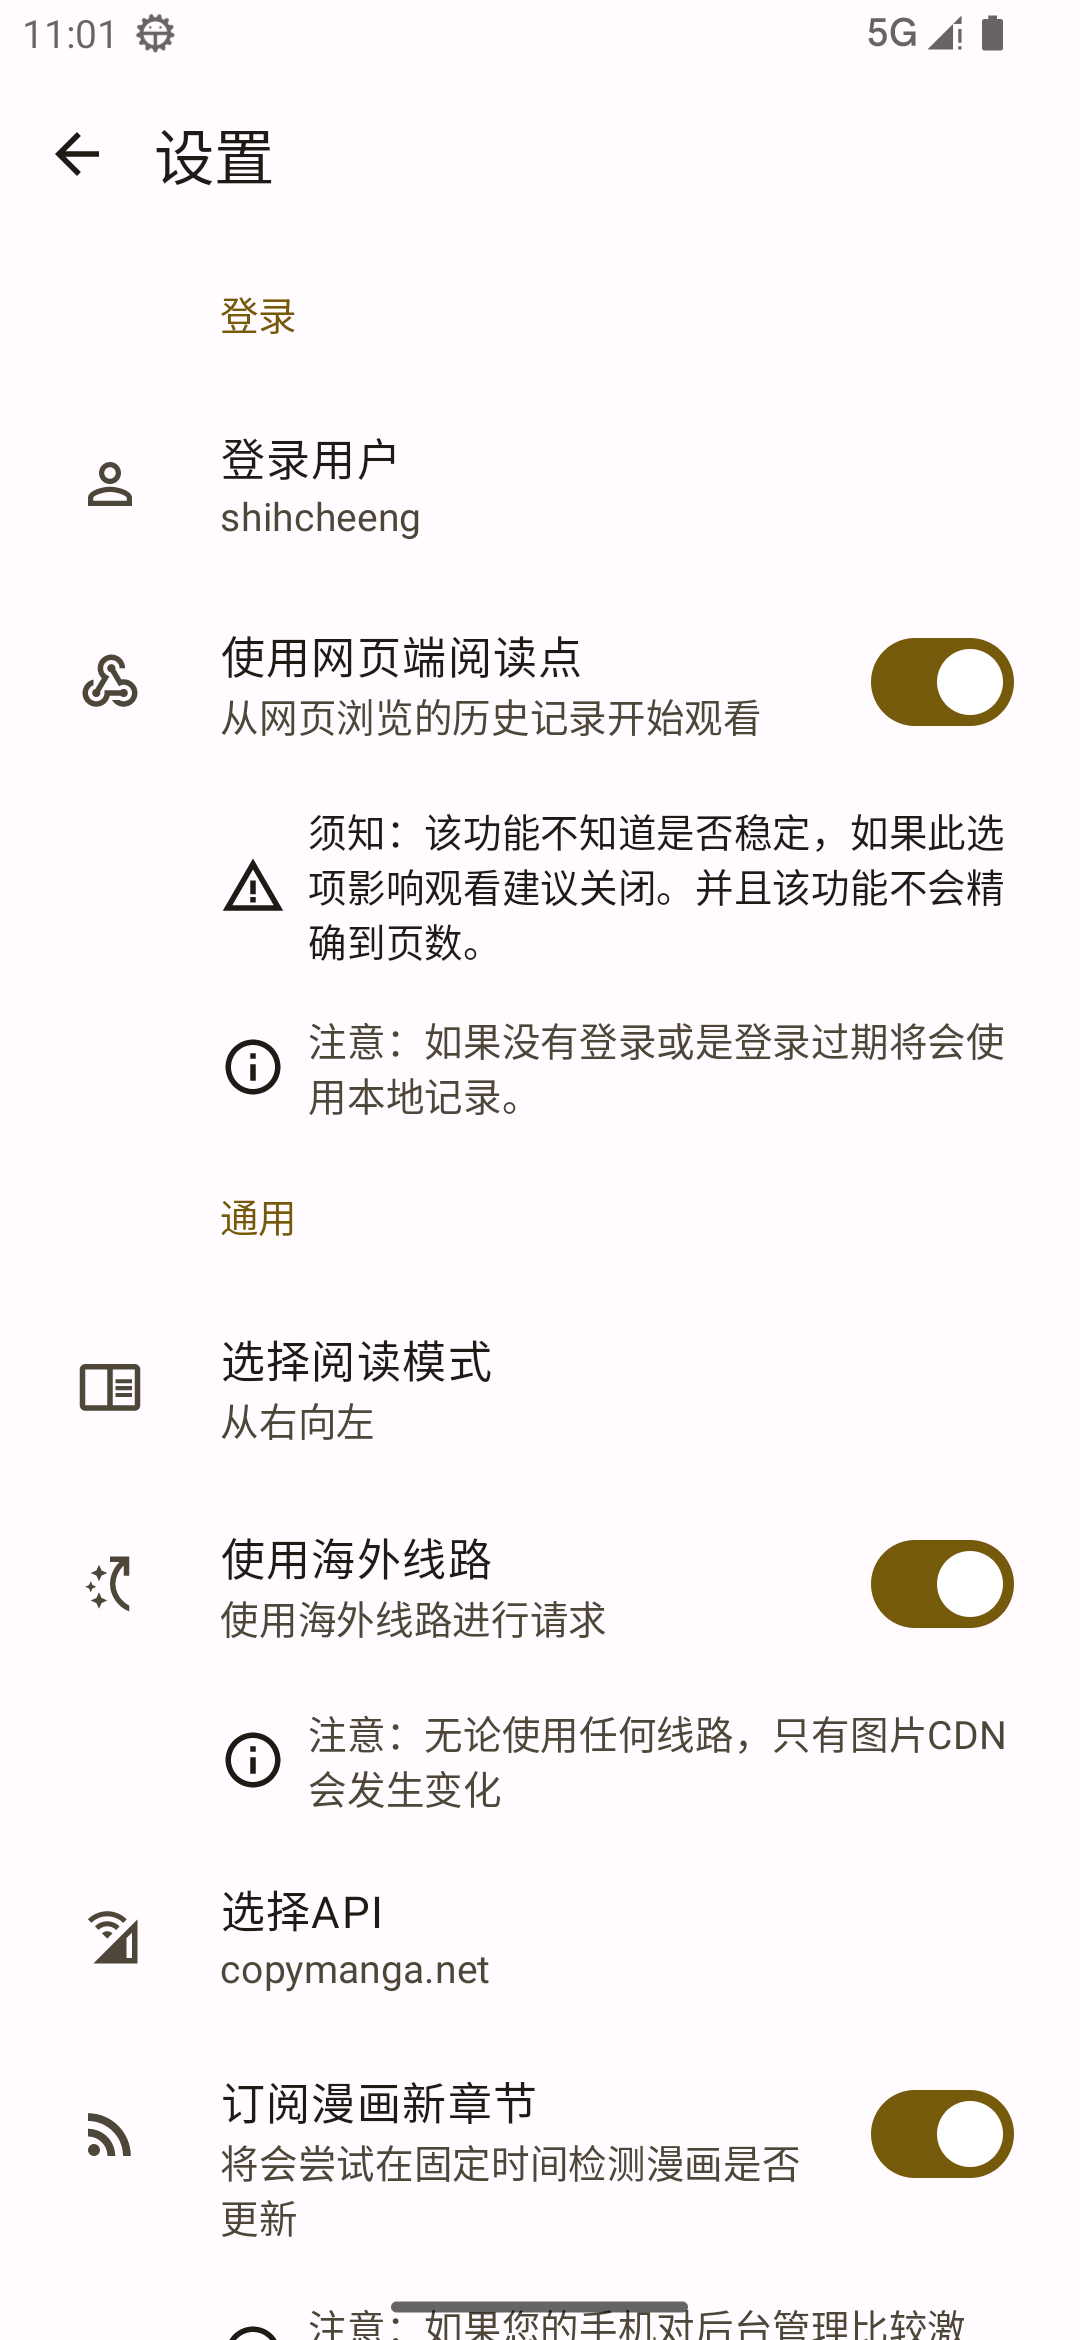 11:01
5G
设置
登录
登录用户
shihcheeng
使用网页端阅读点
从网页浏览的历史记录开始观看
须知：该功能不知道是否稳定，如果此选
项影响观看建议关闭。并且该功能不会精
确到页数。
注意：如果没有登录或是登录过期将会使
用本地记录。
通用
选择阅读模式
从右向左
使用海外线路
使用海外线路进行请求
注意：无论使用任何线路，只有图片CDN
会发生变化
选择API
copymanga.net
订阅漫画新章节
将会尝试在固定时间检测漫画是否
更新
注意：如果您的手机对后台管理比较激